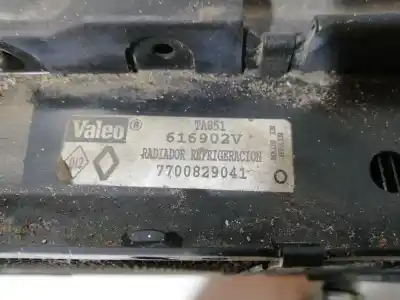 Valeo®
TA851
616902V
RADIADOR REFRIGERACION
7700829041